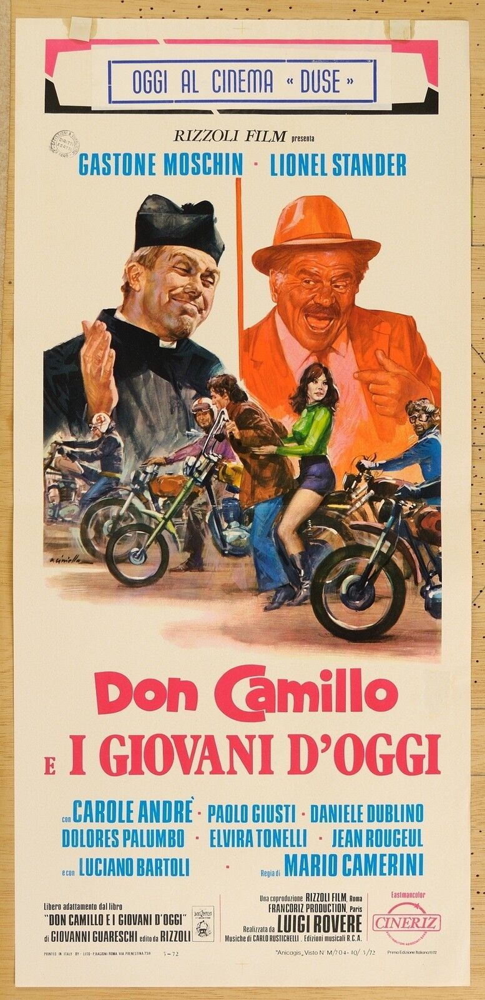 OGGI AL CINEMA « DUSE »
RIZZOLI FILM presenta
GASTONE MOSCHIN · LIONEL STANDER
DIRITTI
Don Camillo
E I GIOVANI D'OGGI
con CAROLE ANDRÈ · PAOLO GIUSTI · DANIELE DUBLINO
DOLORES PALUMBO · ELVIRA TONELLI · JEAN ROUGEUL
e con LUCIANO BARTOLI · Regia di MARIO CAMERINI
Libero adattamento dal libro
"DON CAMILLO E I GIOVANI D'OGGI"
di GIOVANNI GUARESCHI edito da RIZZOLI
Una coproduzione RIZZOLI FILM, Roma
FRANCORIZ PRODUCTION, Paris
Realizzata da LUIGI ROVERE
Musiche di CARLO RUSTICHELLI . Edizioni musicali R.C.A.
Eastmancolor
CINERIZ
PRINTED IN ITALY BY - LITO - P. RAGIONI ROMA VIA PRENESTINA 738 3-72
"Anicagis„ Visto N° M/704-10/3/72
Prima Edizione Italiana 1972